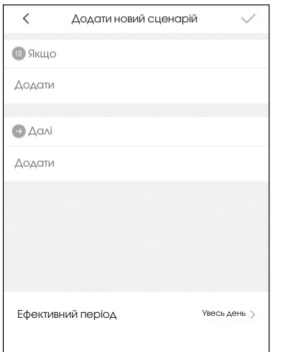 Додати новий сценарій
Якщо
Додати
Далі
Додати
Ефективний період
Увесь день